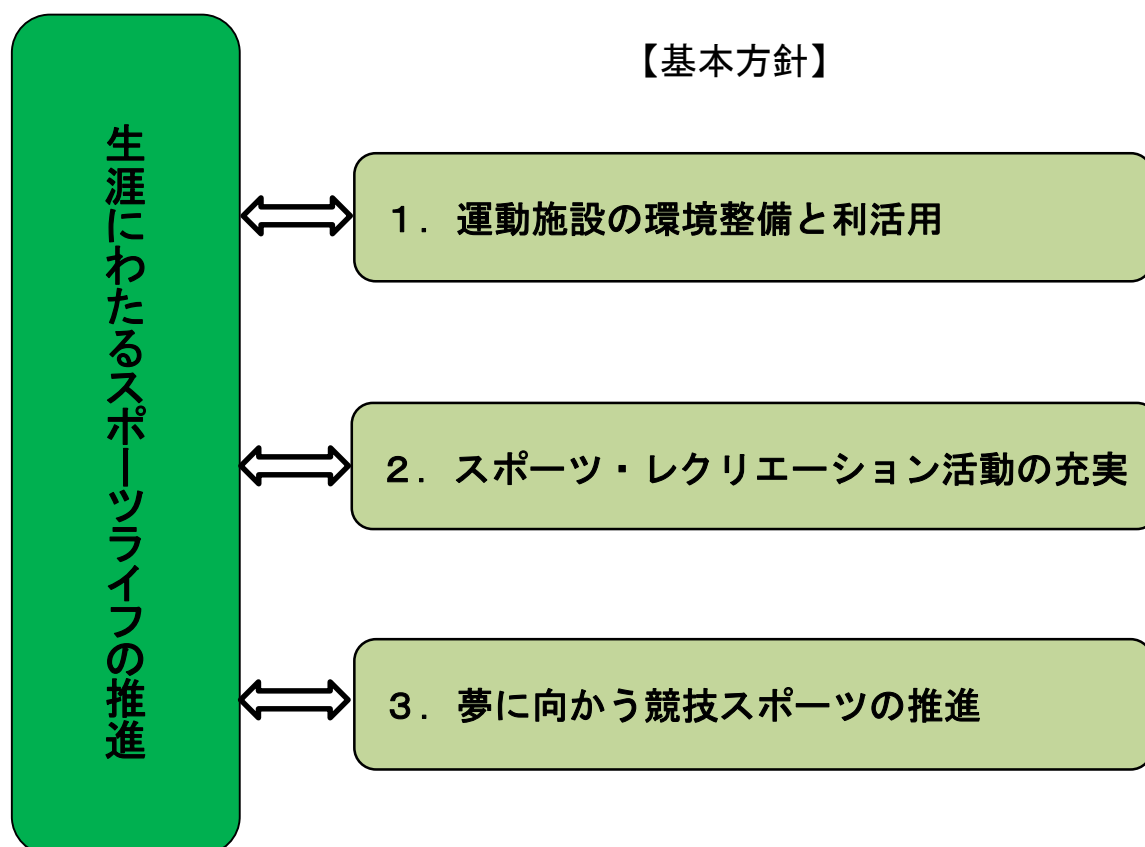 【基本方針】
生涯にわたるスポーツライフの推進
１．運動施設の環境整備と利活用
２．スポーツ・レクリエーション活動の充実
３．夢に向かう競技スポーツの推進